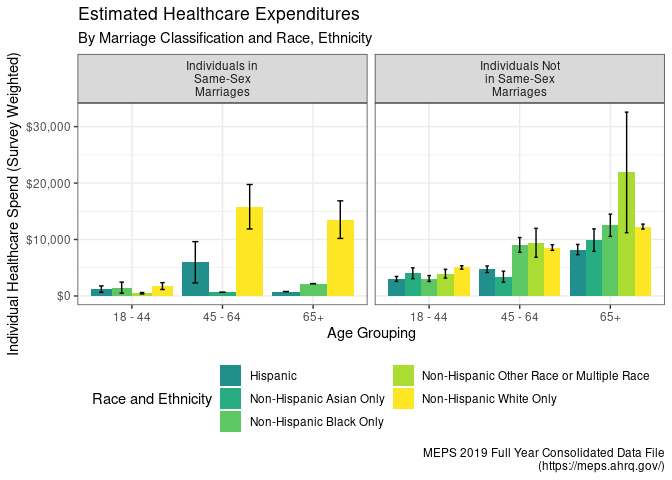 Estimated Healthcare Expenditures
By Marriage Classification and Race, Ethnicity
Individuals in
Same-Sex
Marriages
Individuals Not
in Same-Sex
Marriages
Individual Healthcare Spend (Survey Weighted)
$30,000
$20,000
$10,000
$0
18 - 44
45 - 64
65+
18 - 44
45 - 64
65+
Age Grouping
Race and Ethnicity
Hispanic
Non-Hispanic Asian Only
Non-Hispanic Black Only
Non-Hispanic Other Race or Multiple Race
Non-Hispanic White Only
MEPS 2019 Full Year Consolidated Data File
(https://meps.ahrq.gov/)